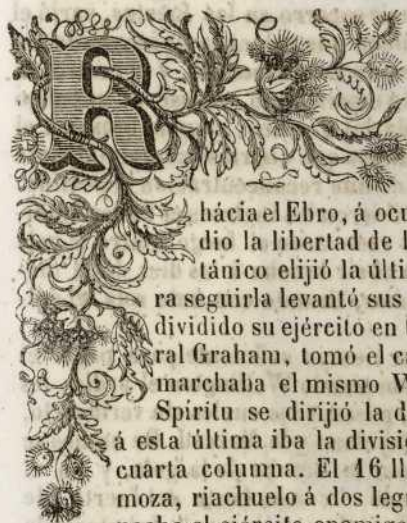 R
hácia el Ebro, á ocu
dio la libertad de l
tánico elijió la últi
ra seguirla levantó sus
dividido su ejército en
ral Graham, tomó el c
marchaba el mismo
Spíritu se dirijió la d
á esta última iba la divisi
cuarta columna. El 16 ll
moza, riachuelo á dos leg